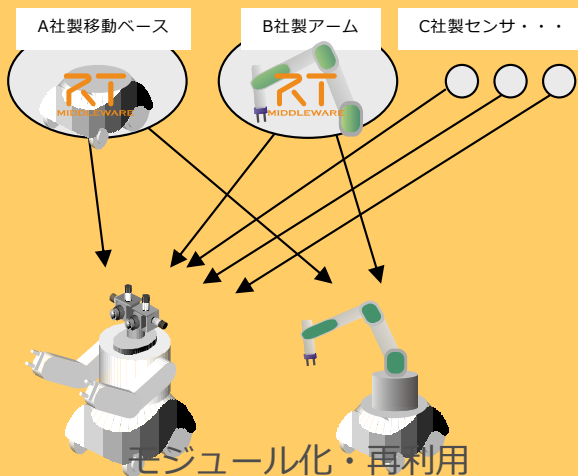 A社製移動ベース
B社製アーム
C社製センサ・・・
RT
MIDDLEWARE
RT
MIDDLEWARE
モジュール化・再利用